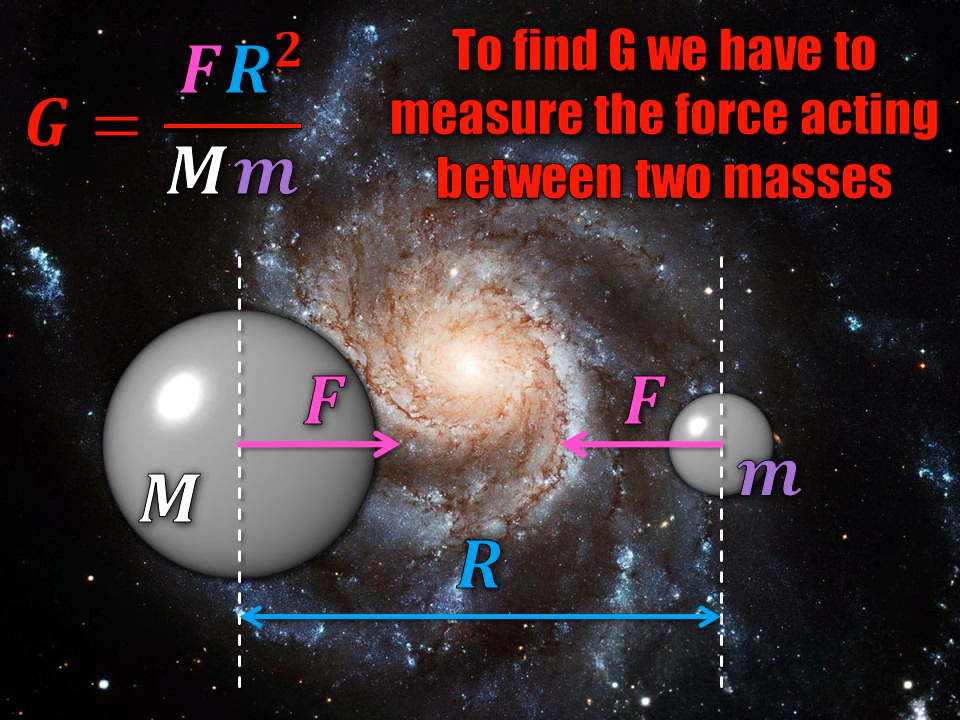 G = FR²/Mm
To find G we have to
measure the force acting
between two masses
F
F
M
m
R